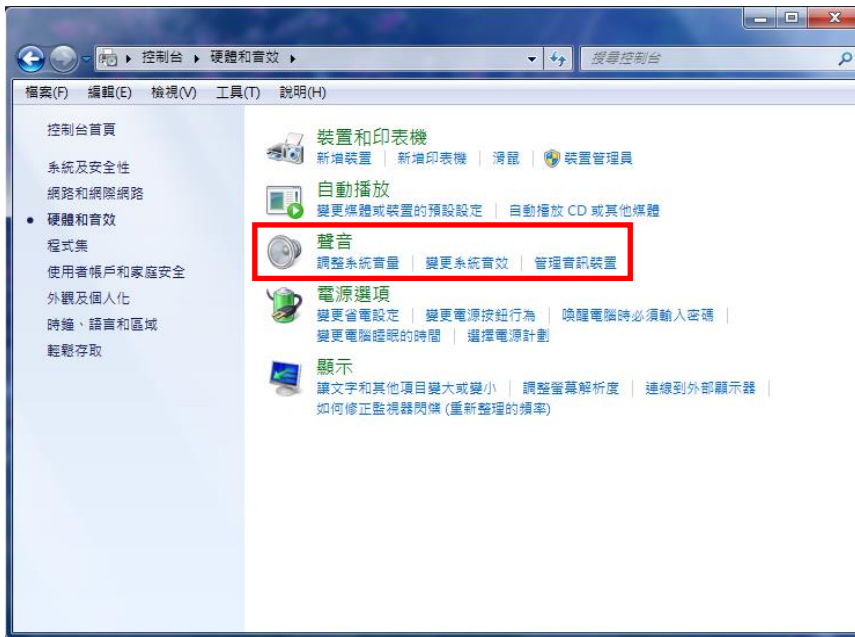 控制台 ▸ 硬體和音效 ▸
搜尋控制台
檔案(F) 編輯(E) 檢視(V) 工具(T) 說明(H)
控制台首頁
系統及安全性
網路和網際網路
硬體和音效
程式集
使用者帳戶和家庭安全
外觀及個人化
時鐘、語言和區域
輕鬆存取
裝置和印表機
新增裝置 | 新增印表機 | 滑鼠 | 裝置管理員
自動播放
變更媒體或裝置的預設設定 | 自動播放 CD 或其他媒體
聲音
調整系統音量 | 變更系統音效 | 管理音訊裝置
電源選項
變更省電設定 | 變更電源按鈕行為 | 喚醒電腦時必須輸入密碼 |
變更電腦睡眠的時間 | 選擇電源計劃
顯示
讓文字和其他項目變大或變小 | 調整螢幕解析度 | 連線到外部顯示器 |
如何修正監視器閃爍 (重新整理的頻率)